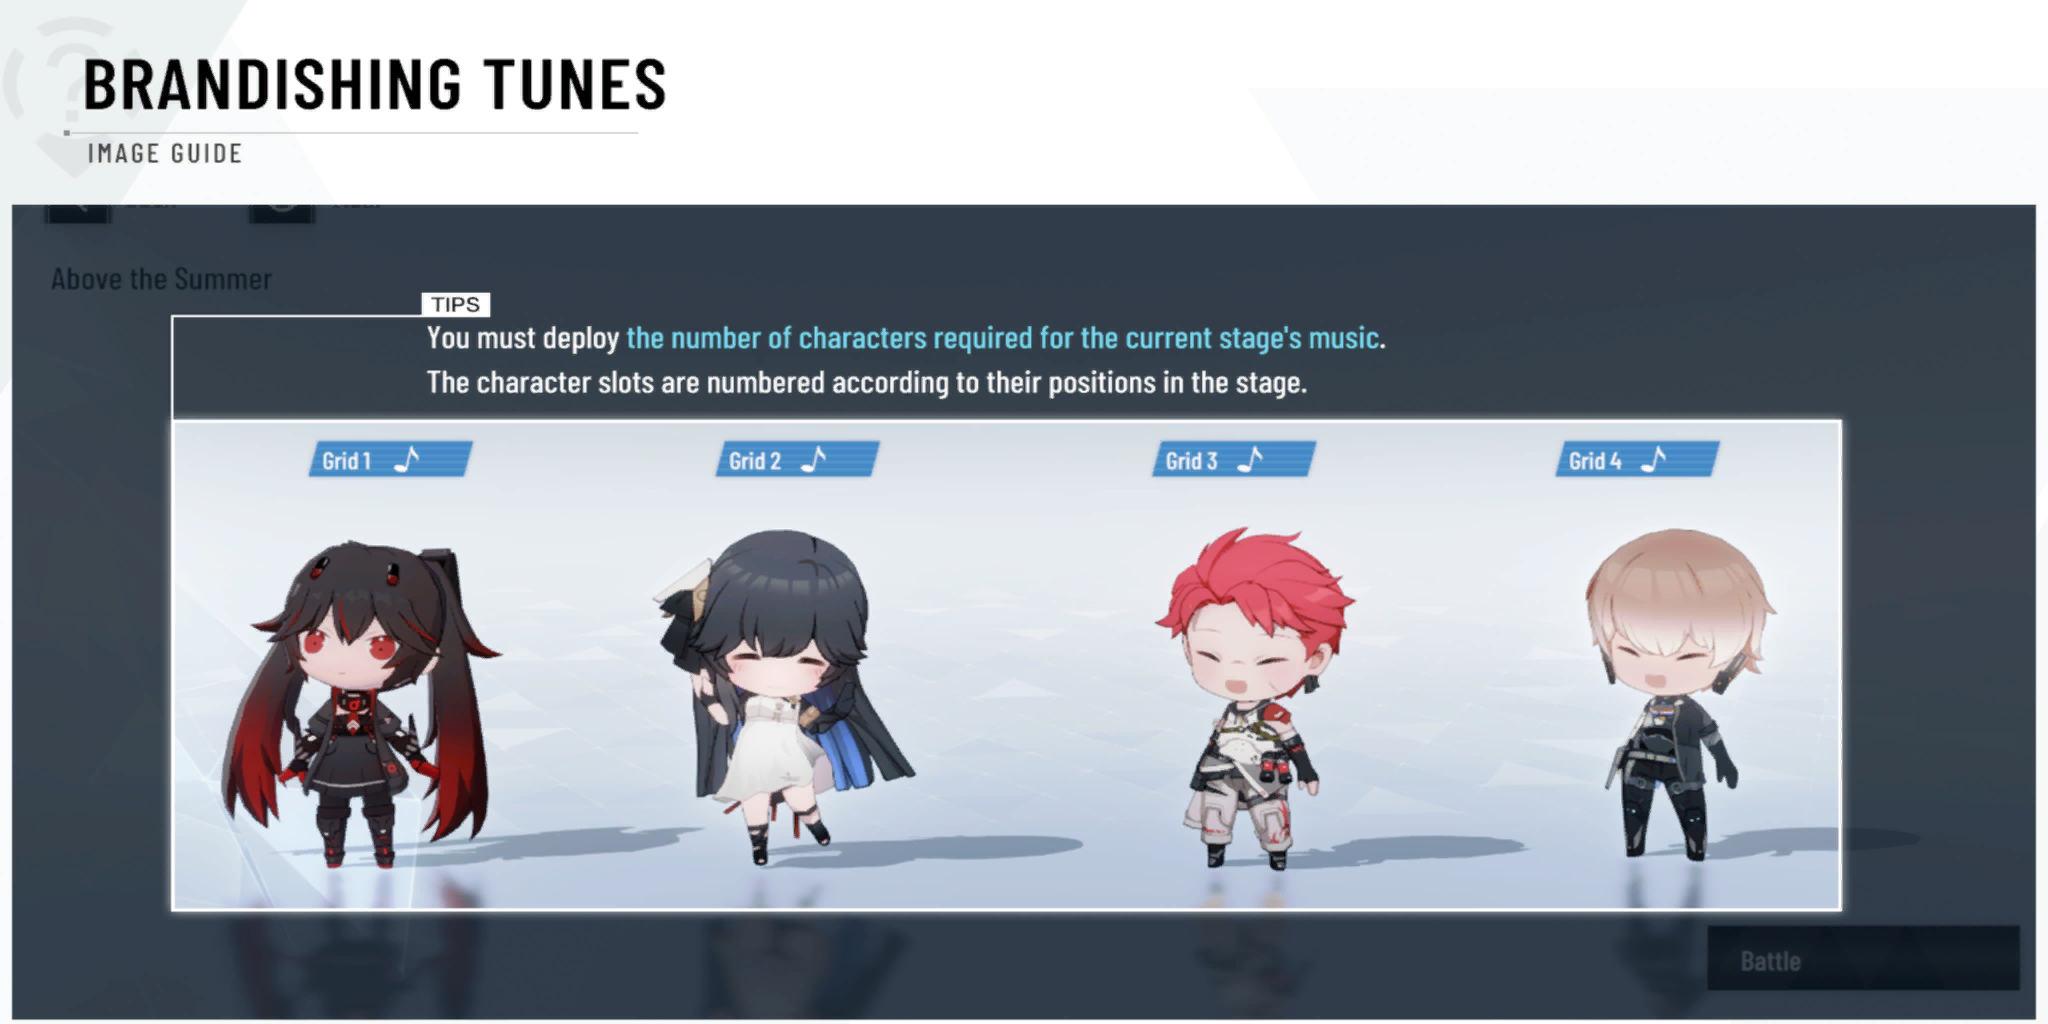 BRANDISHING TUNES
IMAGE GUIDE
Above the Summer
TIPS
You must deploy the number of characters required for the current stage's music.
The character slots are numbered according to their positions in the stage.
Grid 1
Grid 2
Grid 3
Grid 4
Battle